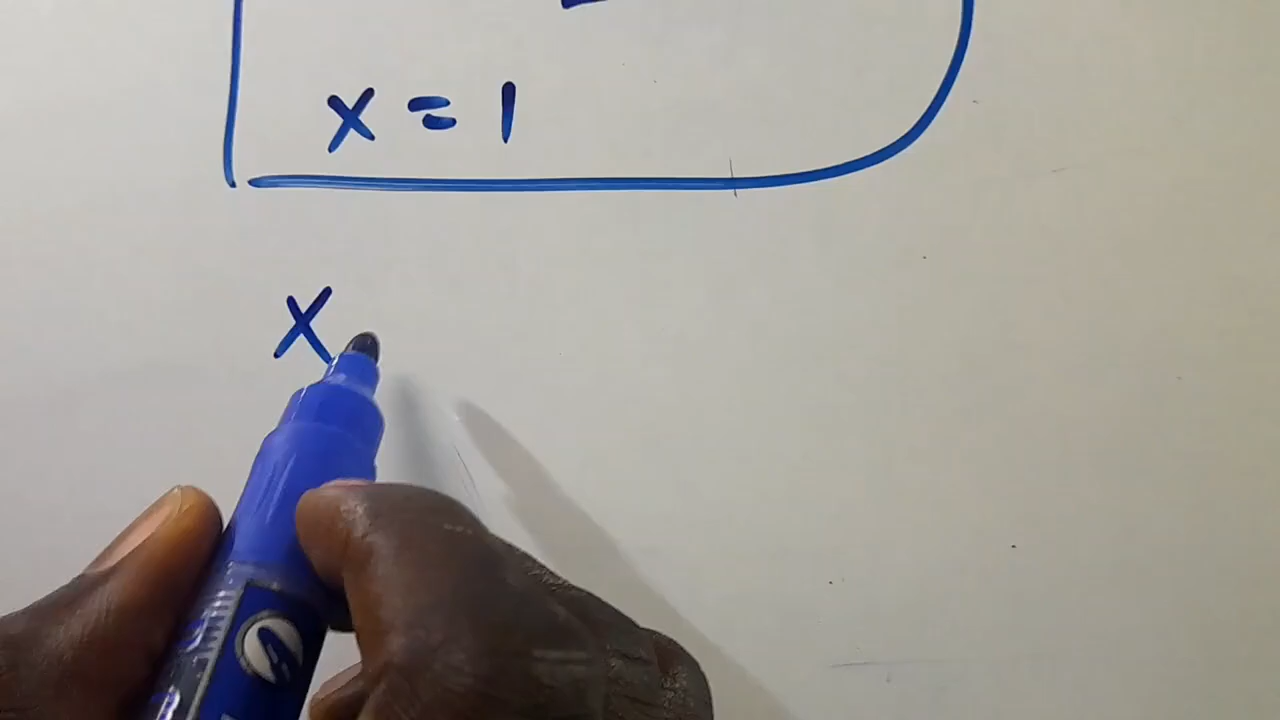 x = 1
x